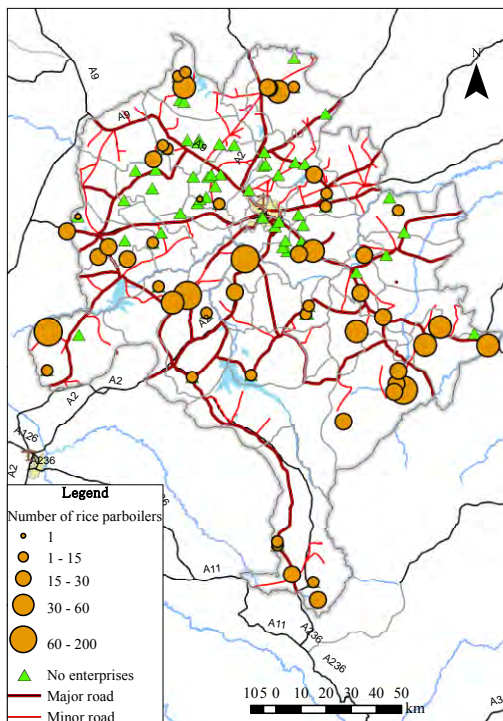 N
A9
A9
A9
A2
A2
A2
A2
A126
A236
A2
A11
A11
A236
A236
Legend
Number of rice parboilers
1
1 - 15
15 - 30
30 - 60
60 - 200
No enterprises
Major road
Minor road
105 0 10 20 30 40 50
km